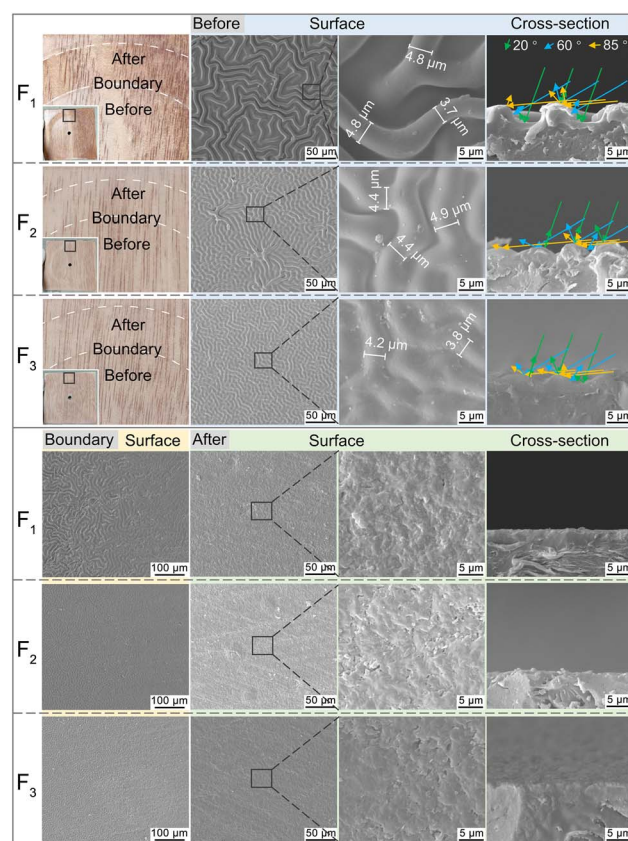 Before Surface Cross-section
F1 After Boundary Before 50 μm 4.8 μm 4.8 μm 3.7 μm 5 μm 20 ° 60 ° 85 ° 5 μm
F2 After Boundary Before 50 μm 4.4 μm 4.9 μm 4.4 μm 5 μm 5 μm
F3 After Boundary Before 50 μm 4.2 μm 3.8 μm 5 μm 5 μm
Boundary Surface After Surface Cross-section
F1 100 μm 50 μm 5 μm 5 μm
F2 100 μm 50 μm 5 μm 5 μm
F3 100 μm 50 μm 5 μm 5 μm